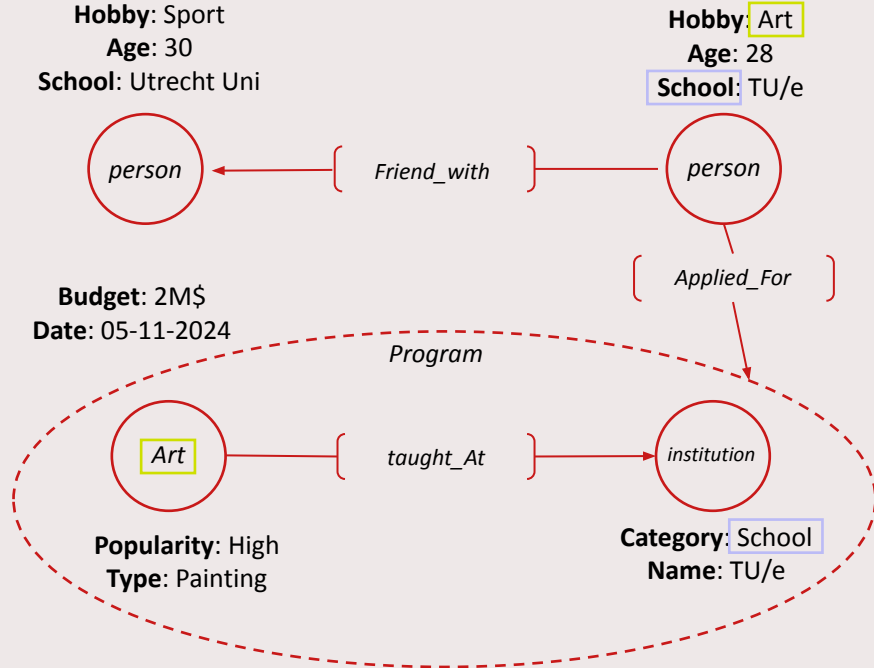 Hobby: Sport
Age: 30
School: Utrecht Uni
Hobby: Art
Age: 28
School: TU/e
person
Friend_with
person
Applied_For
Budget: 2M$
Date: 05-11-2024
Program
Art
taught_At
institution
Popularity: High
Type: Painting
Category: School
Name: TU/e